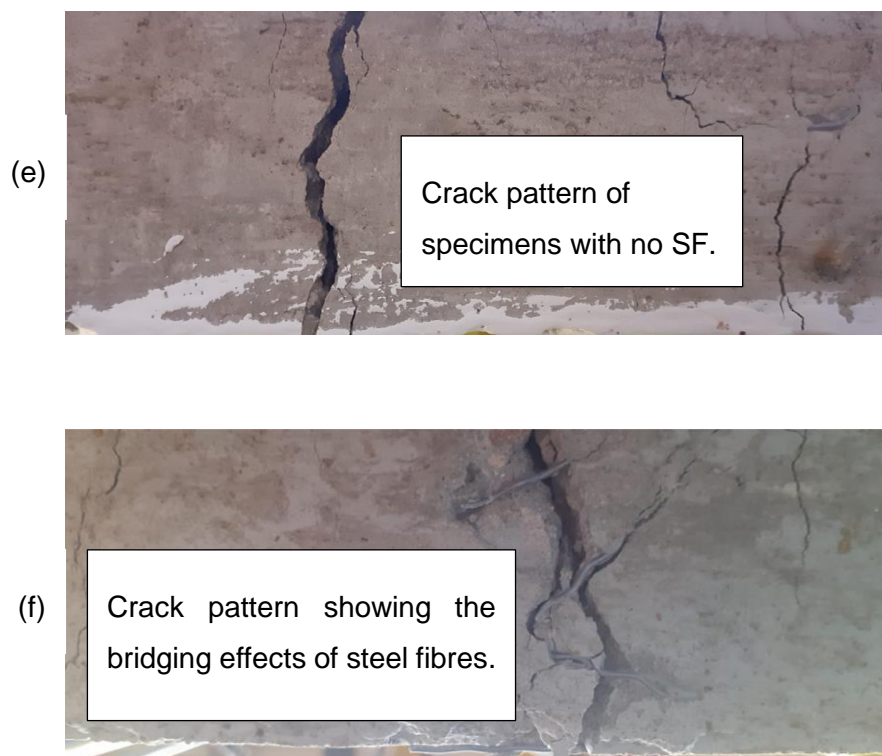 (e)
Crack pattern of
specimens with no SF.
(f)
Crack pattern showing the
bridging effects of steel fibres.